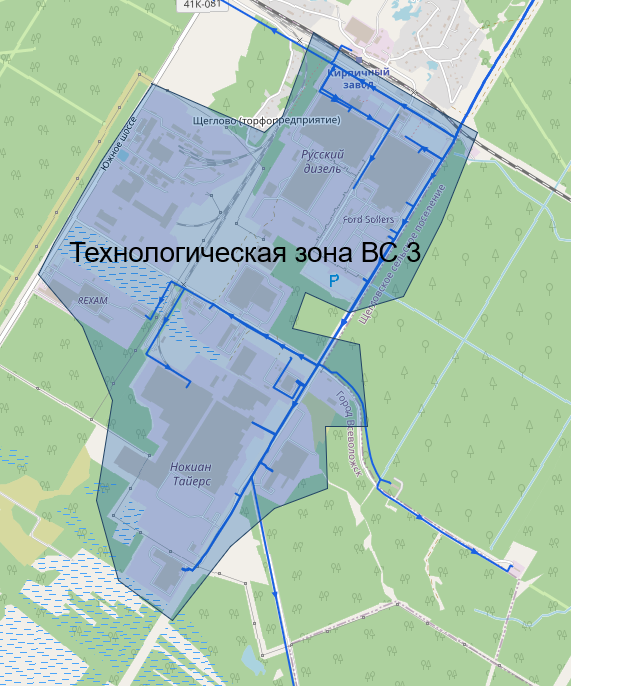 41К-081
Кирпичный
завод
Щеглово (торфопредприятие)
Южное шоссе
Русский
дизель
Ford Sollers
Щегловское сельское поселение
Технологическая зона ВС 3
P
REXAM
Город Всеволожск
Нокиан
Тайерс